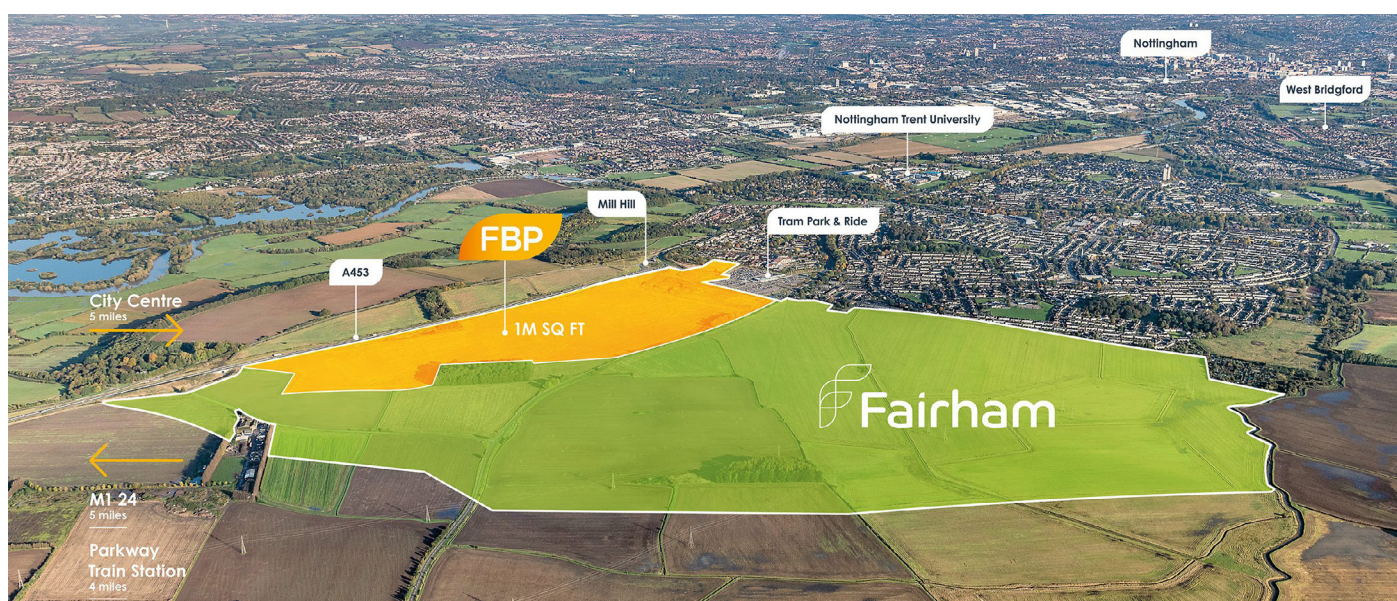 Nottingham
West Bridgford
Nottingham Trent University
Mill Hill
Tram Park & Ride
FBP
A453
City Centre
5 miles
1M SQ FT
Fairham
M1 24
5 miles
Parkway
Train Station
4 miles